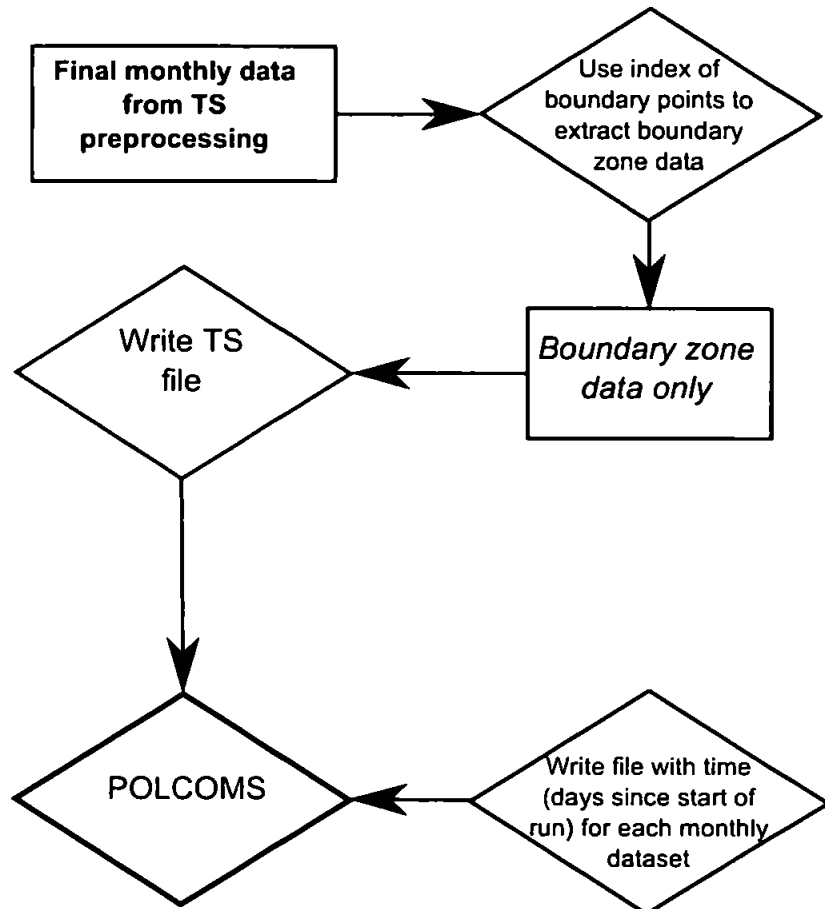 Final monthly data
from TS
preprocessing
Use index of
boundary points to
extract boundary
zone data
Write TS
file
Boundary zone
data only
POLCOMS
Write file with time
(days since start of
run) for each monthly
dataset